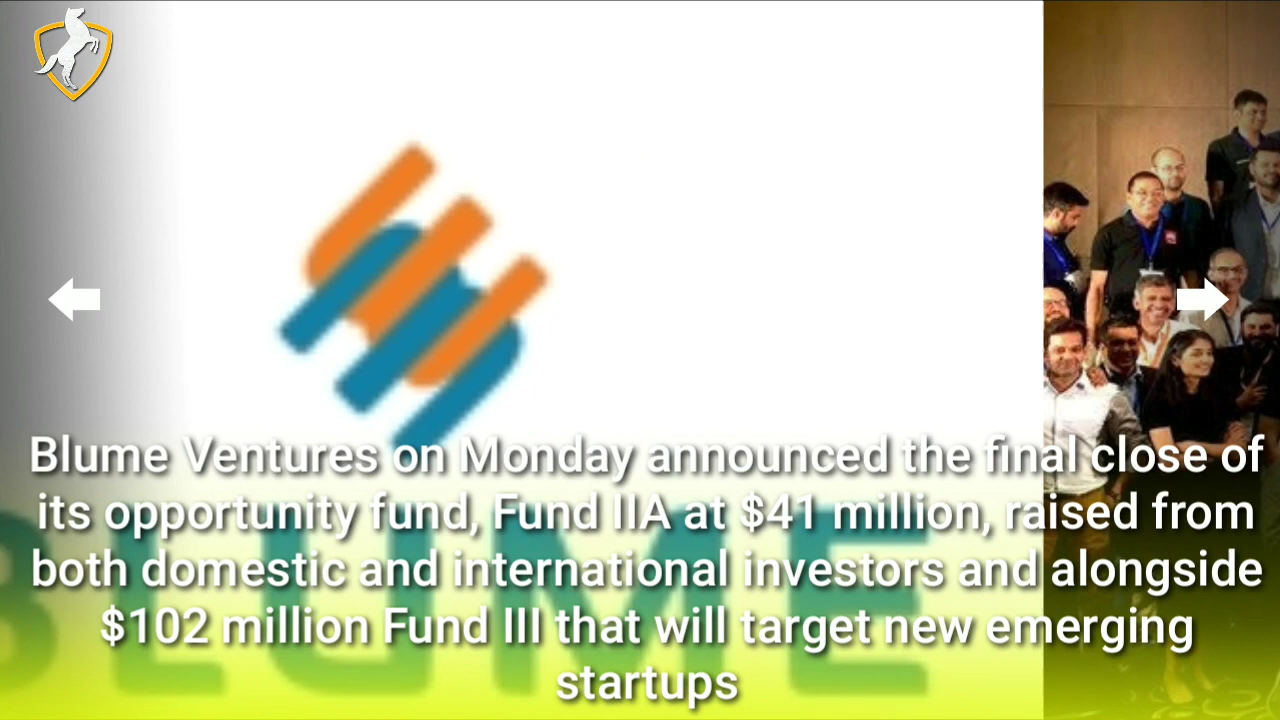 Blume Ventures on Monday announced the final close of
its opportunity fund, Fund IIA at $41 million, raised from
both domestic and international investors and alongside
$102 million Fund III that will target new emerging
startups
BLUME